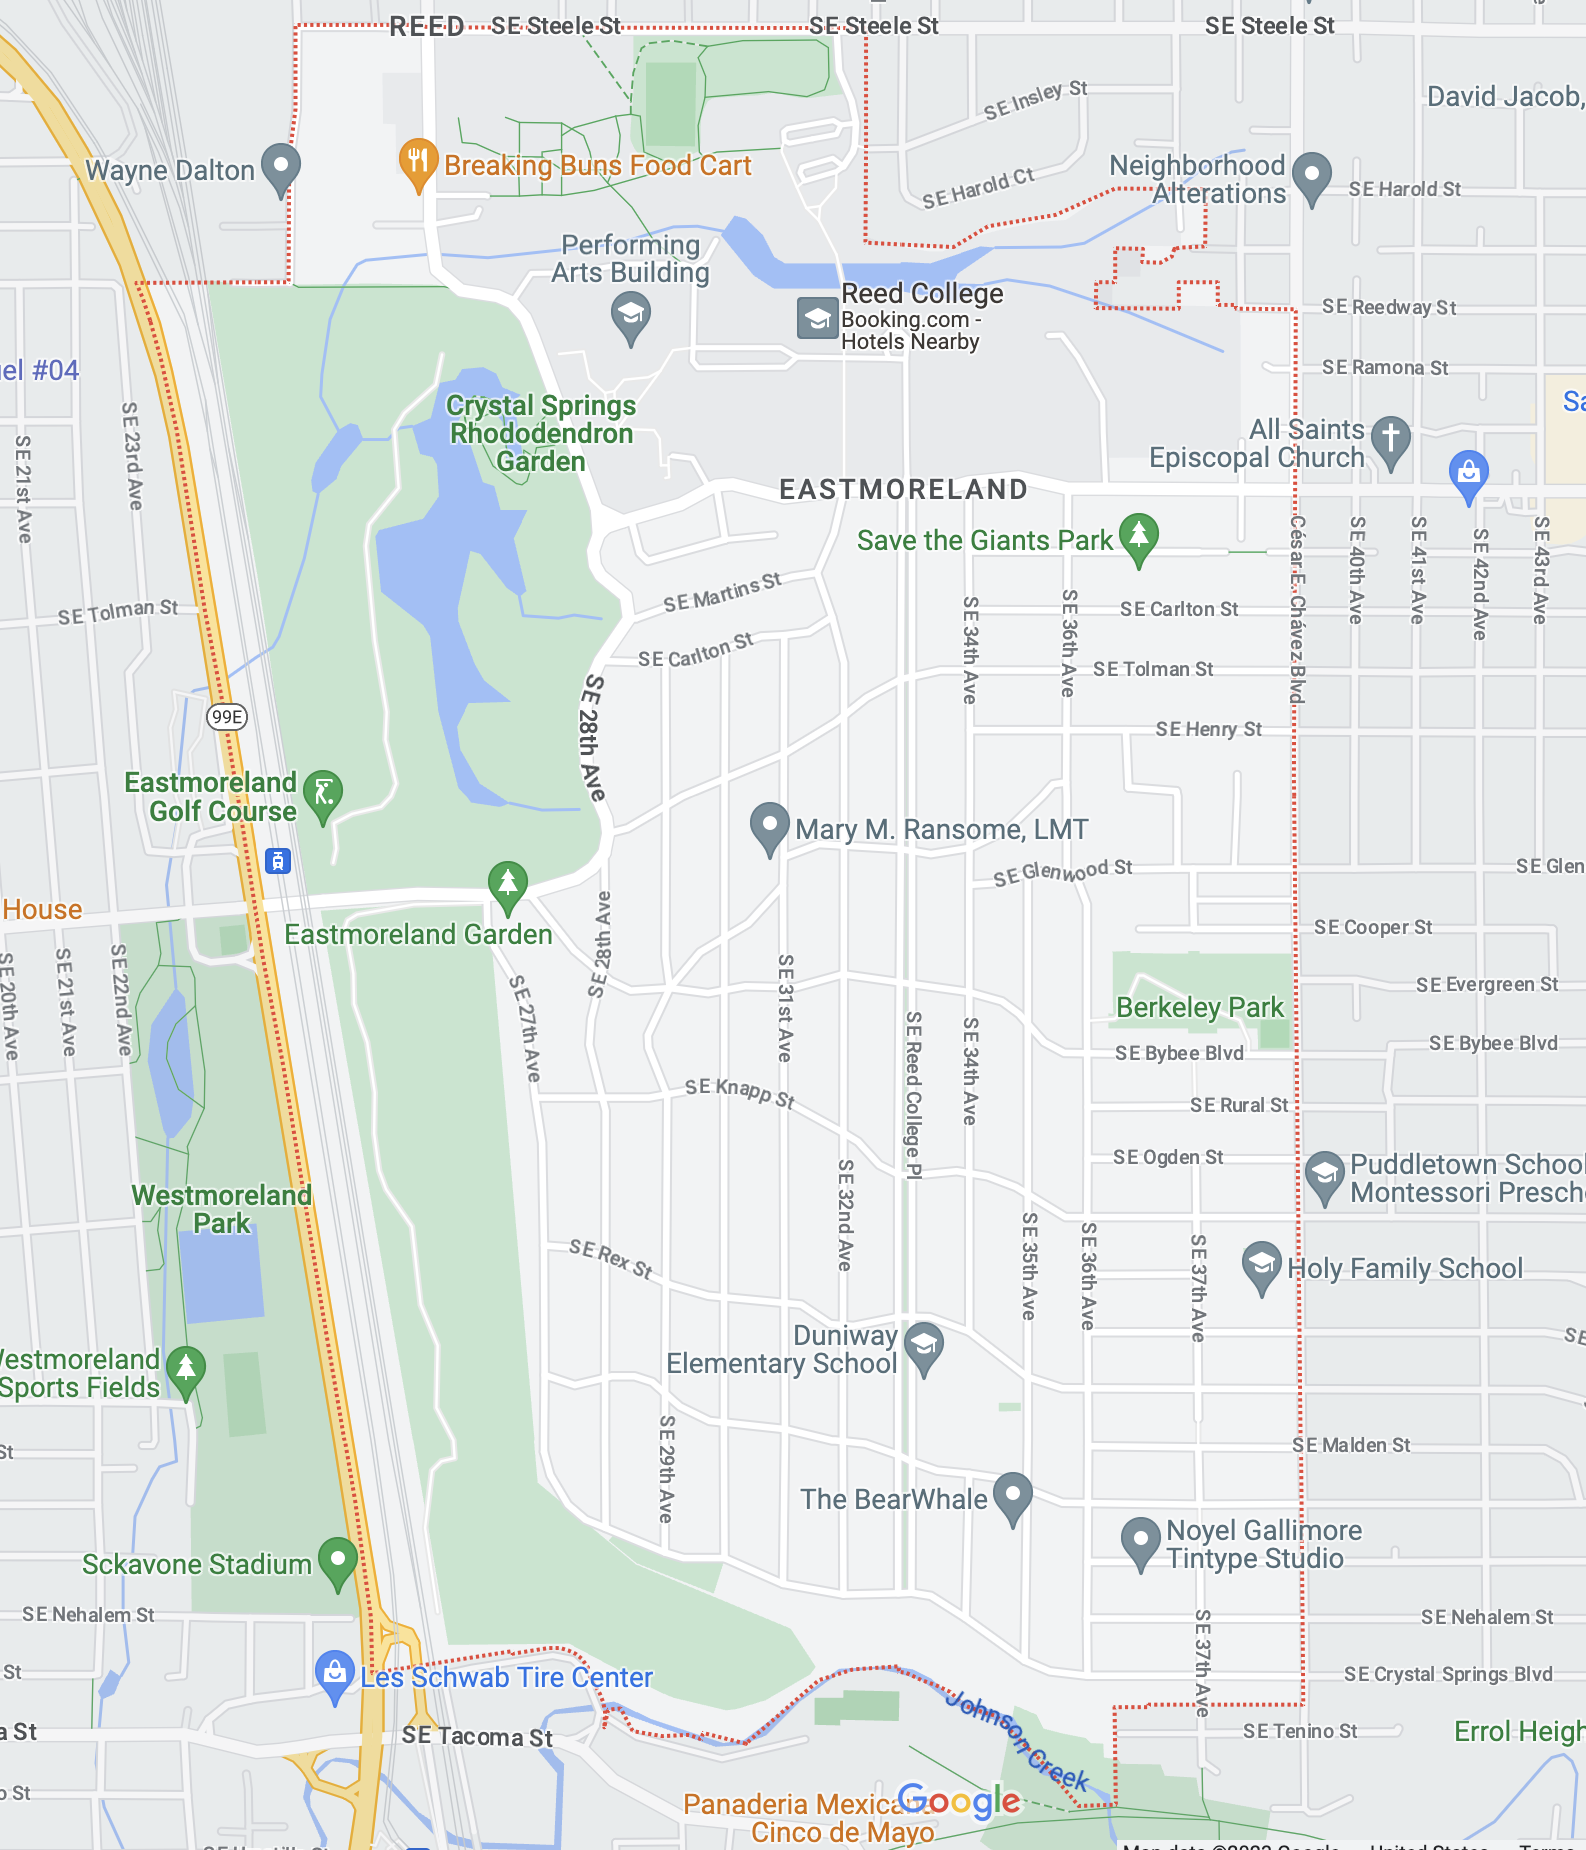 REED
SE Steele St
SE Steele St
SE Steele St
David Jacob,
SE Insley St
Wayne Dalton
Breaking Buns Food Cart
Neighborhood
Alterations
SE Harold Ct
SE Harold St
Performing
Arts Building
Reed College
Booking.com -
Hotels Nearby
SE Reedway St
SE Ramona St
el #04
Sa
SE 23rd Ave
SE 21st Ave
Crystal Springs
Rhododendron
Garden
All Saints
Episcopal Church
EASTMORELAND
Save the Giants Park
César E. Chávez Blvd
SE 40th Ave
SE 41st Ave
SE 42nd Ave
SE 43rd Ave
SE Martins St
SE Tolman St
SE 34th Ave
SE 36th Ave
SE Carlton St
SE Carlton St
SE Tolman St
SE 28th Ave
99E
SE Henry St
Eastmoreland
Golf Course
Mary M. Ransome, LMT
SE Glenwood St
SE Glen
House
Eastmoreland Garden
SE 28th Ave
SE Cooper St
SE 20th Ave
SE 21st Ave
SE 22nd Ave
SE 27th Ave
SE 31st Ave
SE Evergreen St
Berkeley Park
SE Reed College Pl
SE 34th Ave
SE Bybee Blvd
SE Bybee Blvd
SE Knapp St
SE Rural St
SE Ogden St
SE 32nd Ave
Puddletown School
Montessori Presch
Westmoreland
Park
SE 35th Ave
SE 36th Ave
SE 37th Ave
SE Rex St
Holy Family School
Duniway
Elementary School
SE
Westmoreland
Sports Fields
SE 29th Ave
St
SE Malden St
The BearWhale
Noyel Gallimore
Tintype Studio
Sckavone Stadium
SE Nehalem St
SE Nehalem St
SE 37th Ave
St
Les Schwab Tire Center
SE Crystal Springs Blvd
Johnson Creek
a St
SE Tacoma St
SE Tenino St
Errol Heigh
o St
Panaderia Mexicana
Cinco de Mayo
Google
Map data ©2023 Google
United States
Terms